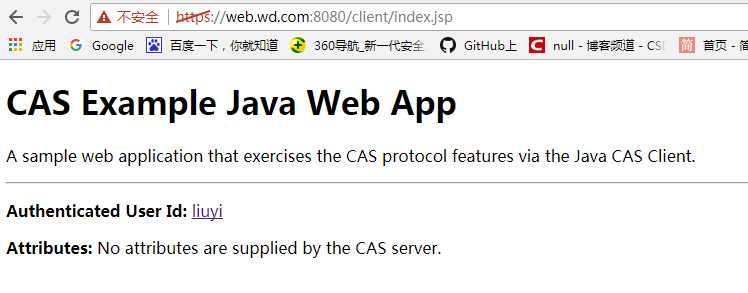 不安全 https://web.wd.com:8080/client/index.jsp
应用 Google 百度一下，你就知道 360导航_新一代安全 GitHub上 null - 博客频道 - CSD 首页 - 简
CAS Example Java Web App
A sample web application that exercises the CAS protocol features via the Java CAS Client.
Authenticated User Id: liuyi
Attributes: No attributes are supplied by the CAS server.